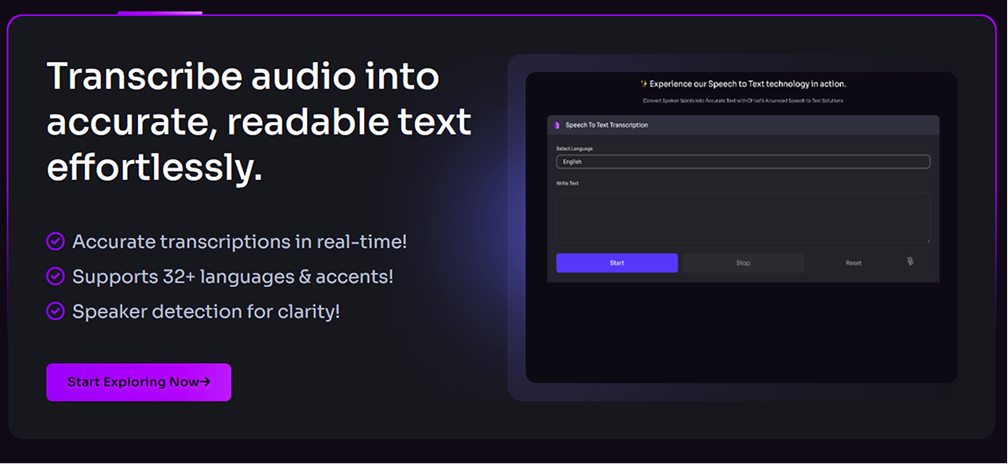 Transcribe audio into
accurate, readable text
effortlessly.
Accurate transcriptions in real-time!
Supports 32+ languages & accents!
Speaker detection for clarity!
Start Exploring Now→
✨ Experience our Speech to Text technology in action.
Convert Spoken Words into Accurate Text with Advanced Speech to Text Solutions
Speech To Text Transcription
Select Language
English
Write Text
Start
Stop
Reset